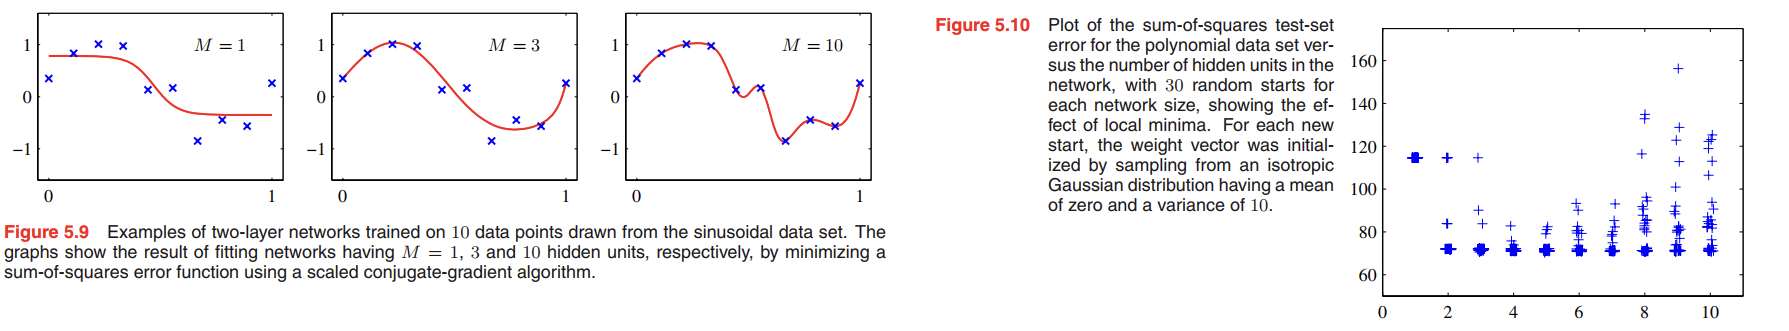 1
0
−1
0
1
M = 1
1
0
−1
0
1
M = 3
1
0
−1
0
1
M = 10
Figure 5.9 Examples of two-layer networks trained on 10 data points drawn from the sinusoidal data set. The
graphs show the result of fitting networks having M = 1, 3 and 10 hidden units, respectively, by minimizing a
sum-of-squares error function using a scaled conjugate-gradient algorithm.
Figure 5.10 Plot of the sum-of-squares test-set
error for the polynomial data set ver-
sus the number of hidden units in the
network, with 30 random starts for
each network size, showing the ef-
fect of local minima. For each new
start, the weight vector was initial-
ized by sampling from an isotropic
Gaussian distribution having a mean
of zero and a variance of 10.
160
140
120
100
80
60
0 2 4 6 8 10